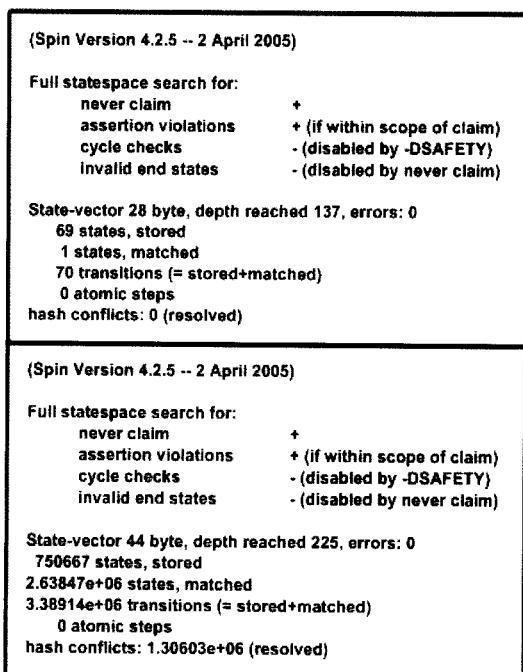 (Spin Version 4.2.5 -- 2 April 2005)
Full statespace search for:
never claim +
assertion violations + (if within scope of claim)
cycle checks - (disabled by -DSAFETY)
invalid end states - (disabled by never claim)
State-vector 28 byte, depth reached 137, errors: 0
69 states, stored
1 states, matched
70 transitions (= stored+matched)
0 atomic steps
hash conflicts: 0 (resolved)
(Spin Version 4.2.5 -- 2 April 2005)
Full statespace search for:
never claim +
assertion violations + (if within scope of claim)
cycle checks - (disabled by -DSAFETY)
invalid end states - (disabled by never claim)
State-vector 44 byte, depth reached 225, errors: 0
750667 states, stored
2.63847e+06 states, matched
3.38914e+06 transitions (= stored+matched)
0 atomic steps
hash conflicts: 1.30603e+06 (resolved)